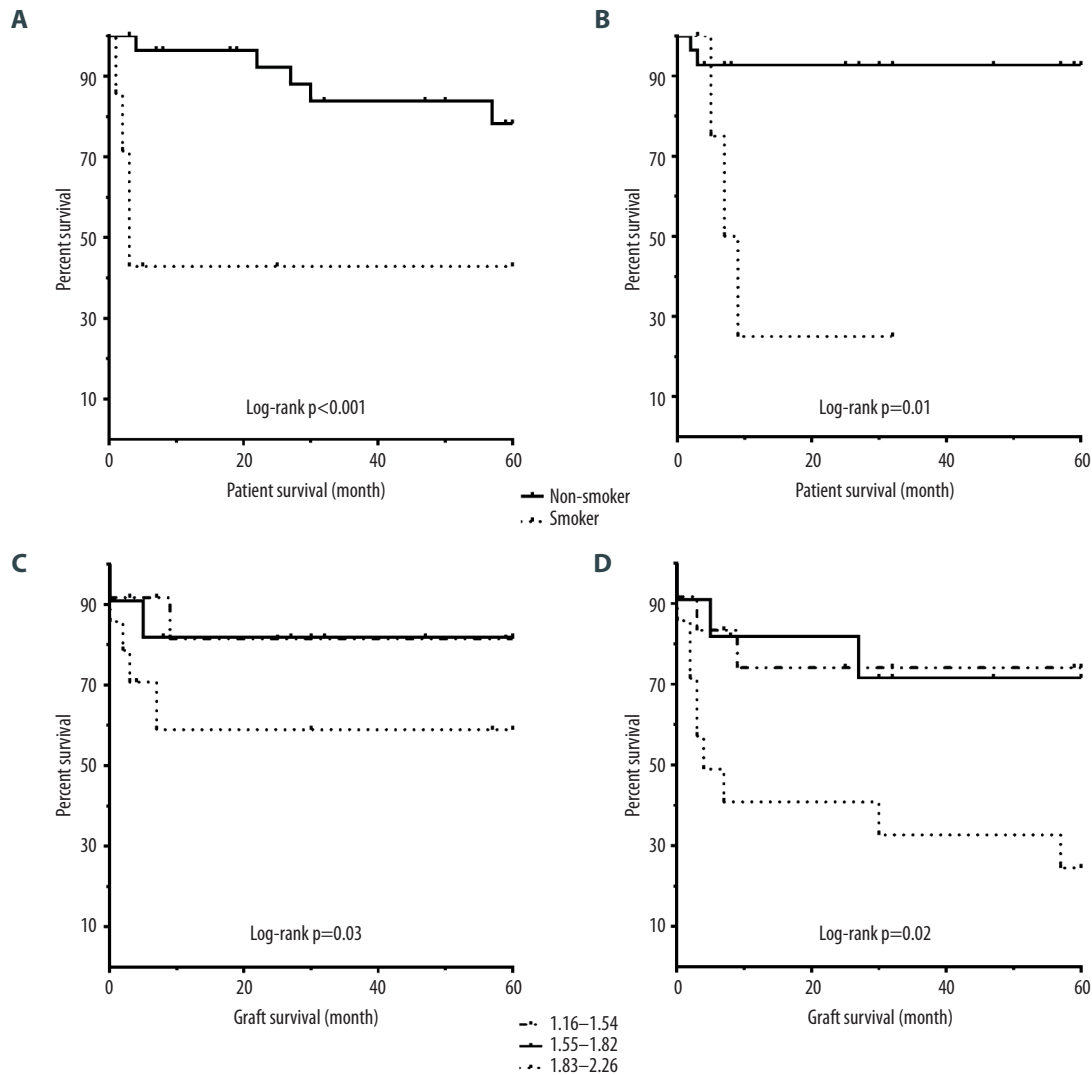 A
90
70
50
30
10
Percent survival
Log-rank p<0.001
0 20 40 60
Patient survival (month)
B
90
70
50
30
10
Percent survival
Log-rank p=0.01
0 20 40 60
Patient survival (month)
Non-smoker
Smoker
C
90
70
50
30
10
Percent survival
Log-rank p=0.03
0 20 40 60
Graft survival (month)
D
90
70
50
30
10
Percent survival
Log-rank p=0.02
0 20 40 60
Graft survival (month)
1.16–1.54
1.55–1.82
1.83–2.26